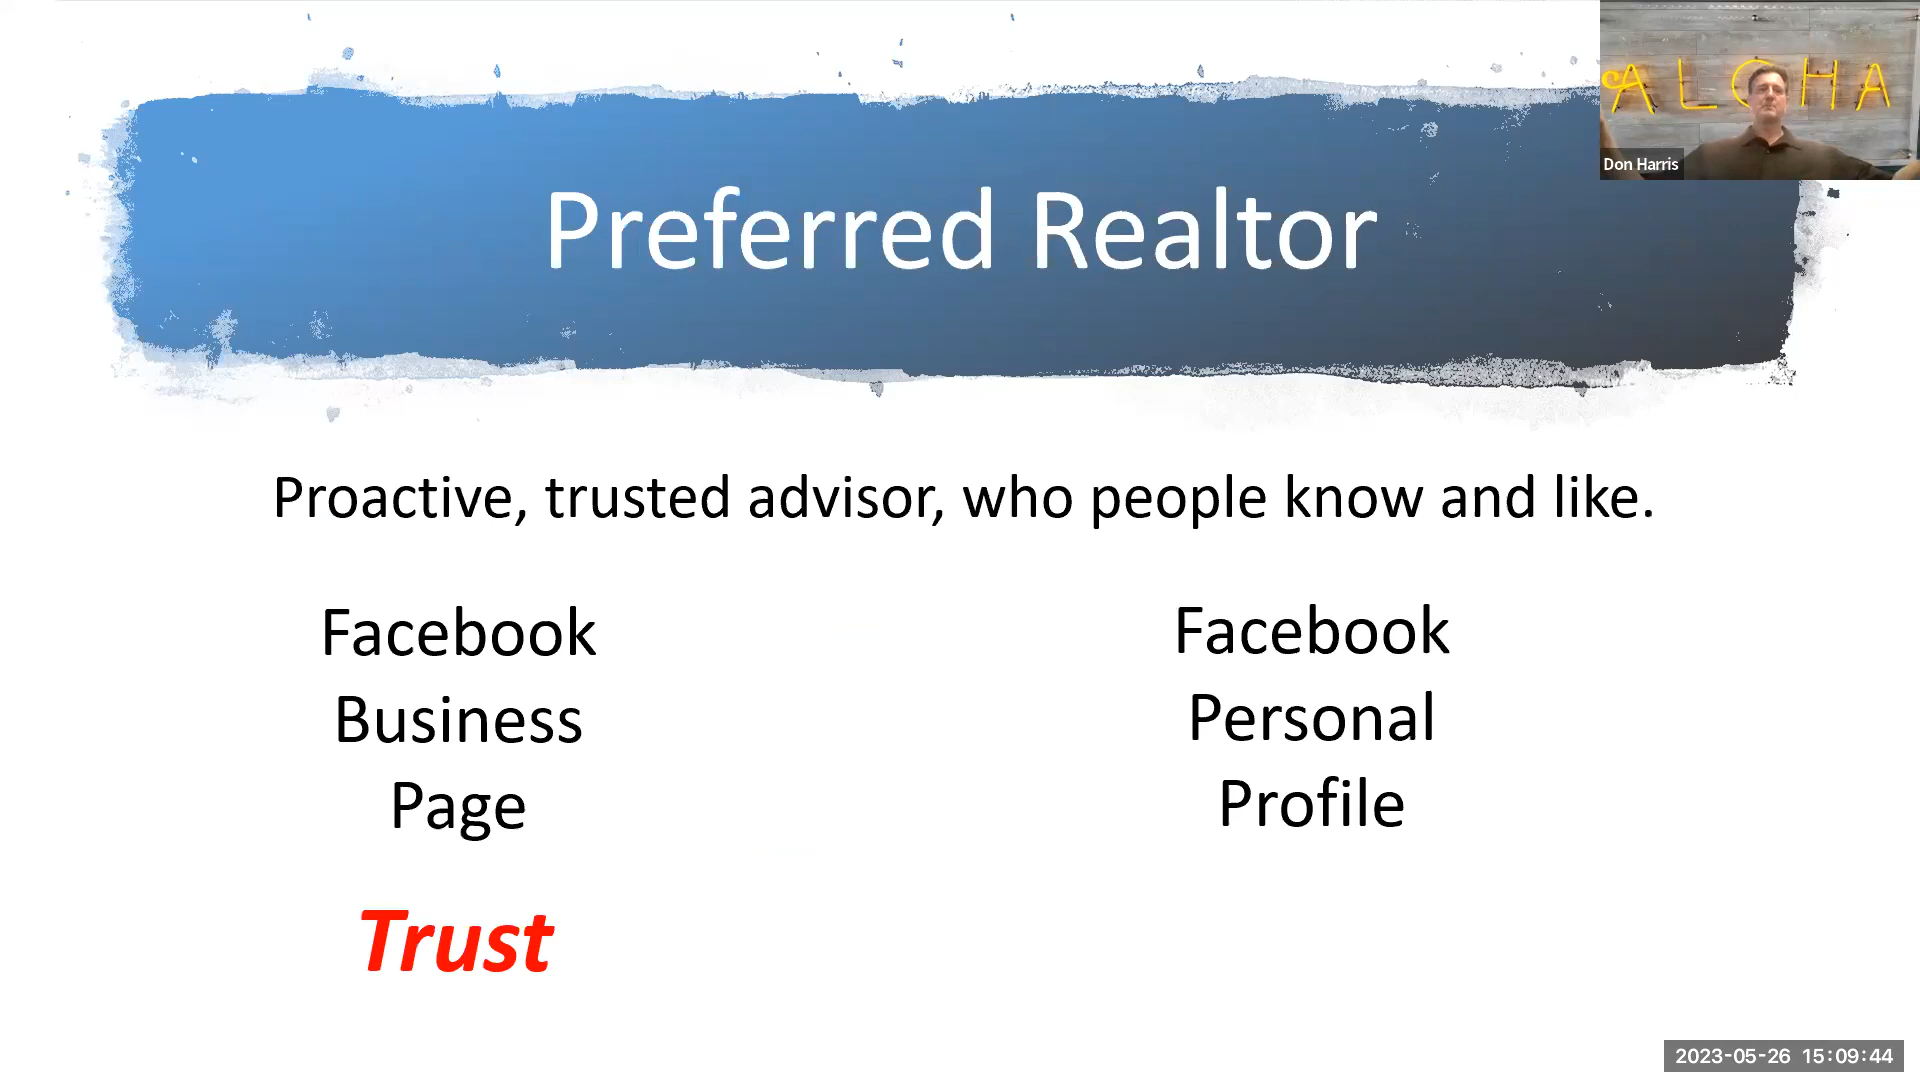 ALOHA
Don Harris
Preferred Realtor
Proactive, trusted advisor, who people know and like.
Facebook
Business
Page
Trust
Facebook
Personal
Profile
2023-05-26 15:09:44